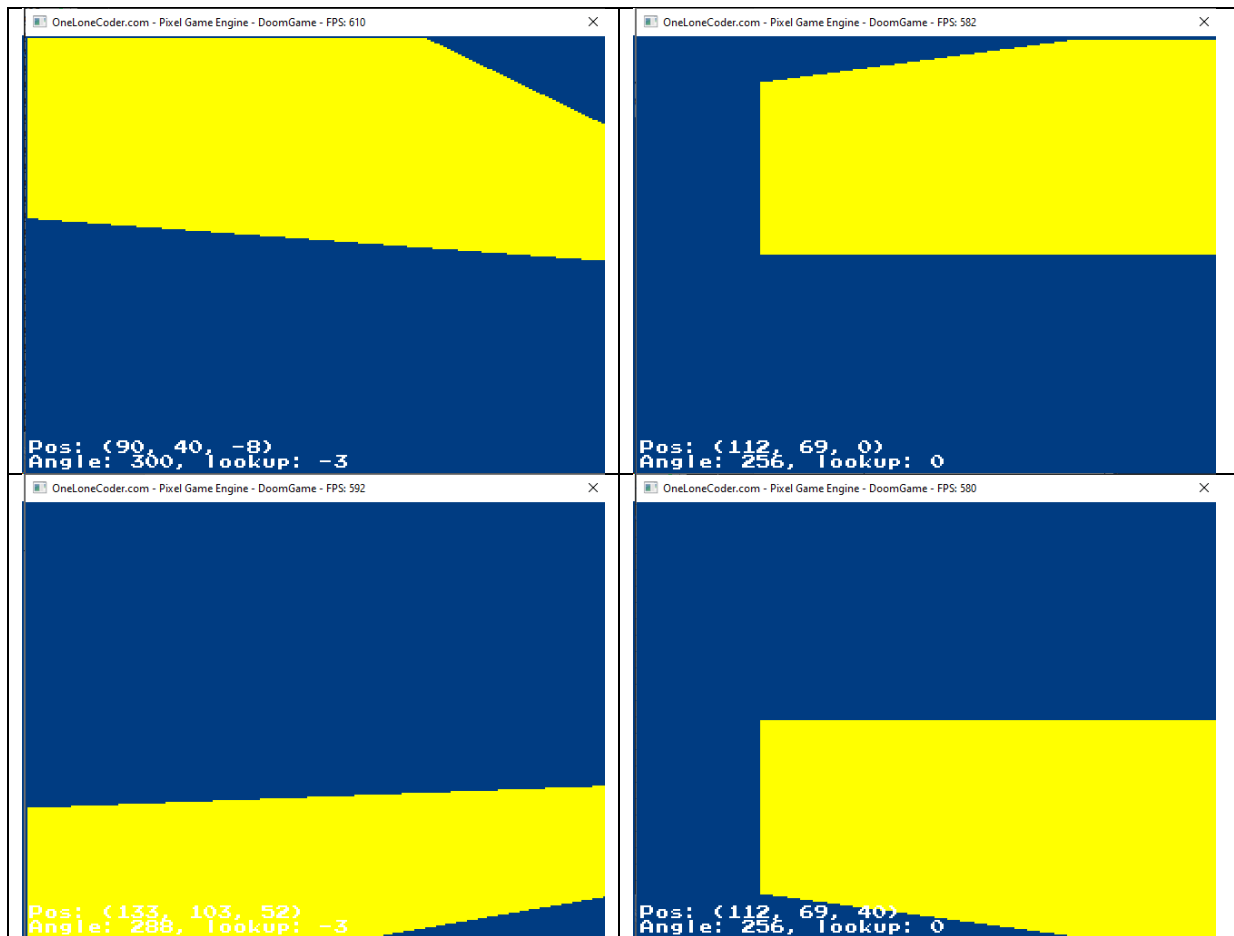 OneLoneCoder.com - Pixel Game Engine - DoomGame - FPS: 610
Pos: (90, 40, -8)
Angle: 300, lookup: -3
OneLoneCoder.com - Pixel Game Engine - DoomGame - FPS: 582
Pos: (112, 69, 0)
Angle: 256, lookup: 0
OneLoneCoder.com - Pixel Game Engine - DoomGame - FPS: 592
Pos: (133, 103, 52)
Angle: 288, lookup: -3
OneLoneCoder.com - Pixel Game Engine - DoomGame - FPS: 580
Pos: (112, 69, 40)
Angle: 256, lookup: 0